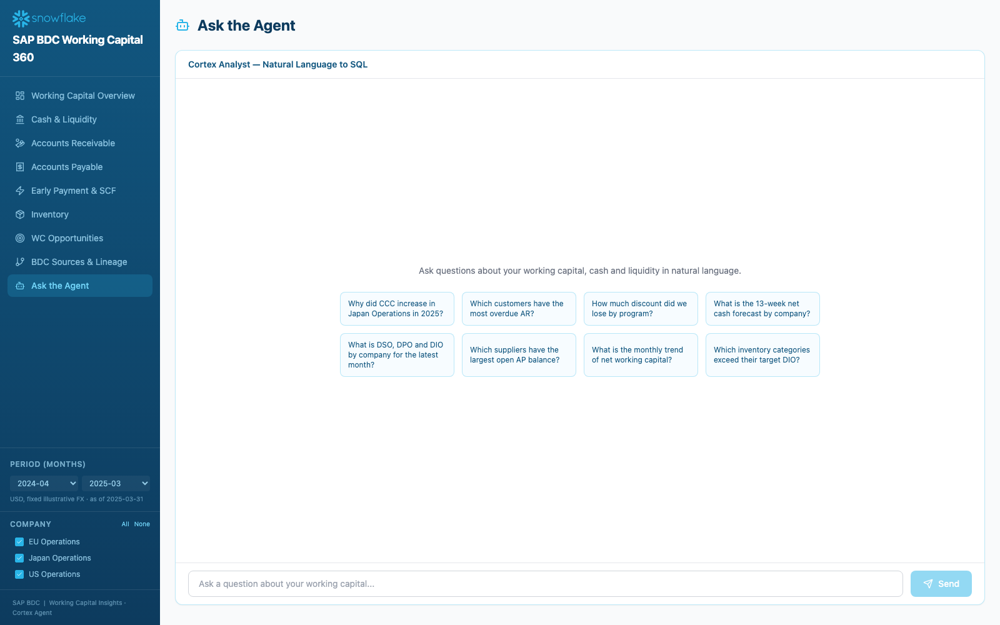 snowflake
SAP BDC Working Capital
360
Working Capital Overview
Cash & Liquidity
Accounts Receivable
Accounts Payable
Early Payment & SCF
Inventory
WC Opportunities
BDC Sources & Lineage
Ask the Agent
PERIOD (MONTHS)
2024-04 2025-03
USD, fixed illustrative FX · as of 2025-03-31
COMPANY All None
EU Operations
Japan Operations
US Operations
SAP BDC | Working Capital Insights ·
Cortex Agent
Ask the Agent
Cortex Analyst — Natural Language to SQL
Ask questions about your working capital, cash and liquidity in natural language.
Why did CCC increase in
Japan Operations in 2025?
Which customers have the
most overdue AR?
How much discount did we
lose by program?
What is the 13-week net
cash forecast by company?
What is DSO, DPO and DIO
by company for the latest
month?
Which suppliers have the
largest open AP balance?
What is the monthly trend
of net working capital?
Which inventory categories
exceed their target DIO?
Ask a question about your working capital...
Send